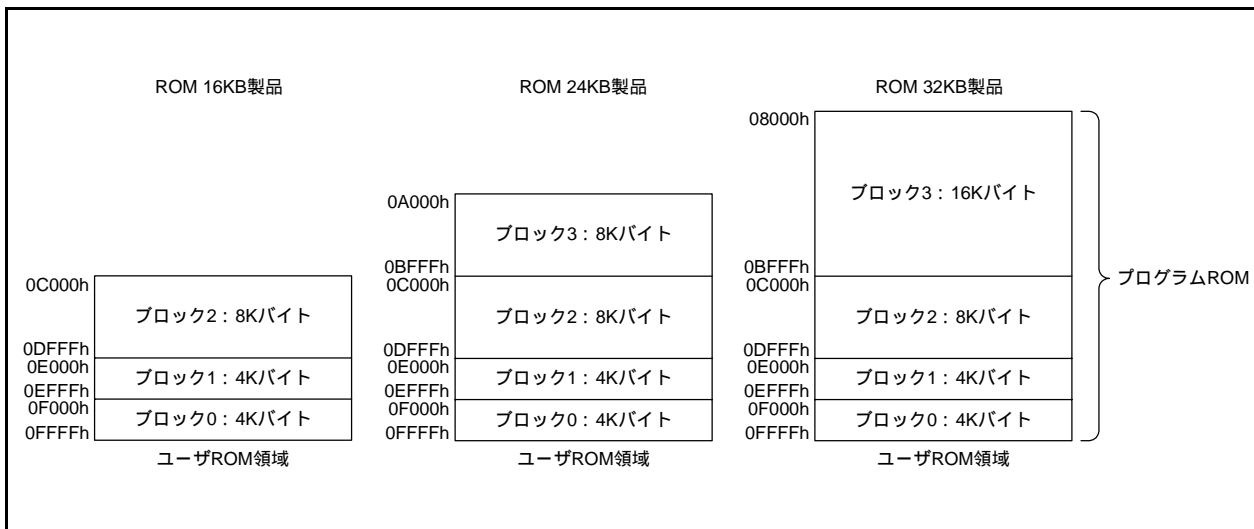 ROM 16KB製品
0C000h
ブロック2：8Kバイト
0DFFFh
0E000h
ブロック1：4Kバイト
0EFFFh
0F000h
ブロック0：4Kバイト
0FFFFh
ユーザROM領域
ROM 24KB製品
0A000h
ブロック3：8Kバイト
0BFFFh
0C000h
ブロック2：8Kバイト
0DFFFh
0E000h
ブロック1：4Kバイト
0EFFFh
0F000h
ブロック0：4Kバイト
0FFFFh
ユーザROM領域
ROM 32KB製品
08000h
ブロック3：16Kバイト
0BFFFh
0C000h
ブロック2：8Kバイト
0DFFFh
0E000h
ブロック1：4Kバイト
0EFFFh
0F000h
ブロック0：4Kバイト
0FFFFh
ユーザROM領域
プログラムROM